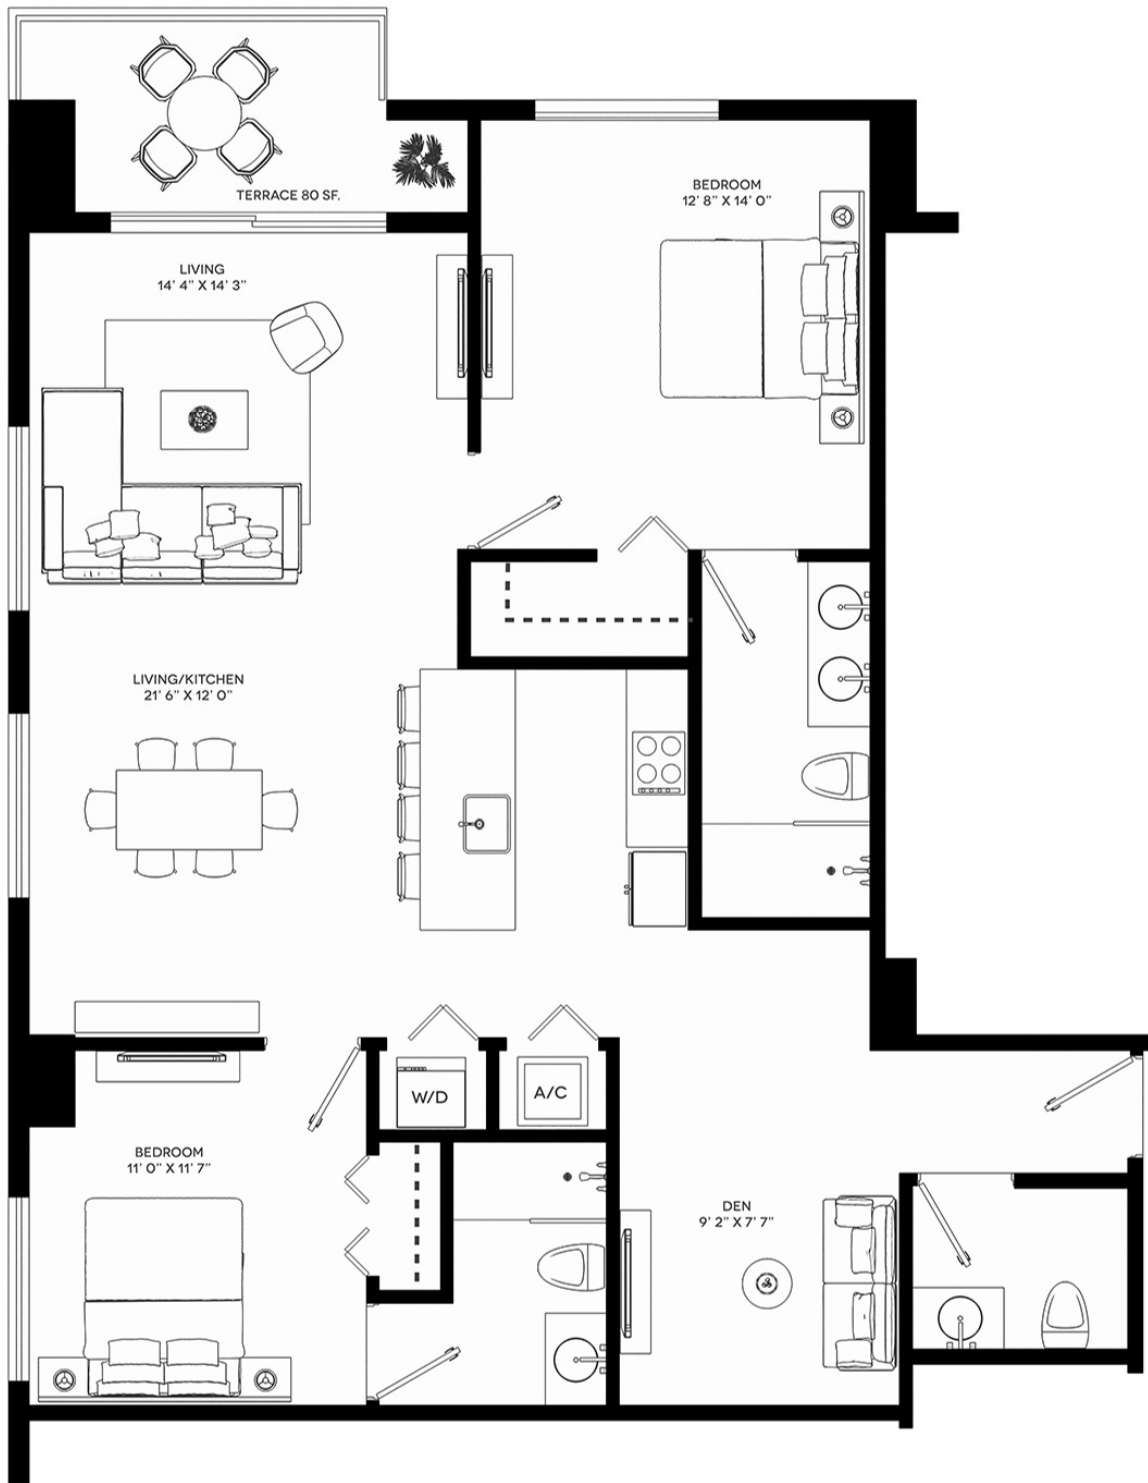 TERRACE 80 SF.
BEDROOM
12' 8" X 14' 0"
LIVING
14' 4" X 14' 3"
LIVING/KITCHEN
21' 6" X 12' 0"
W/D
A/C
BEDROOM
11' 0" X 11' 7"
DEN
9' 2" X 7' 7"